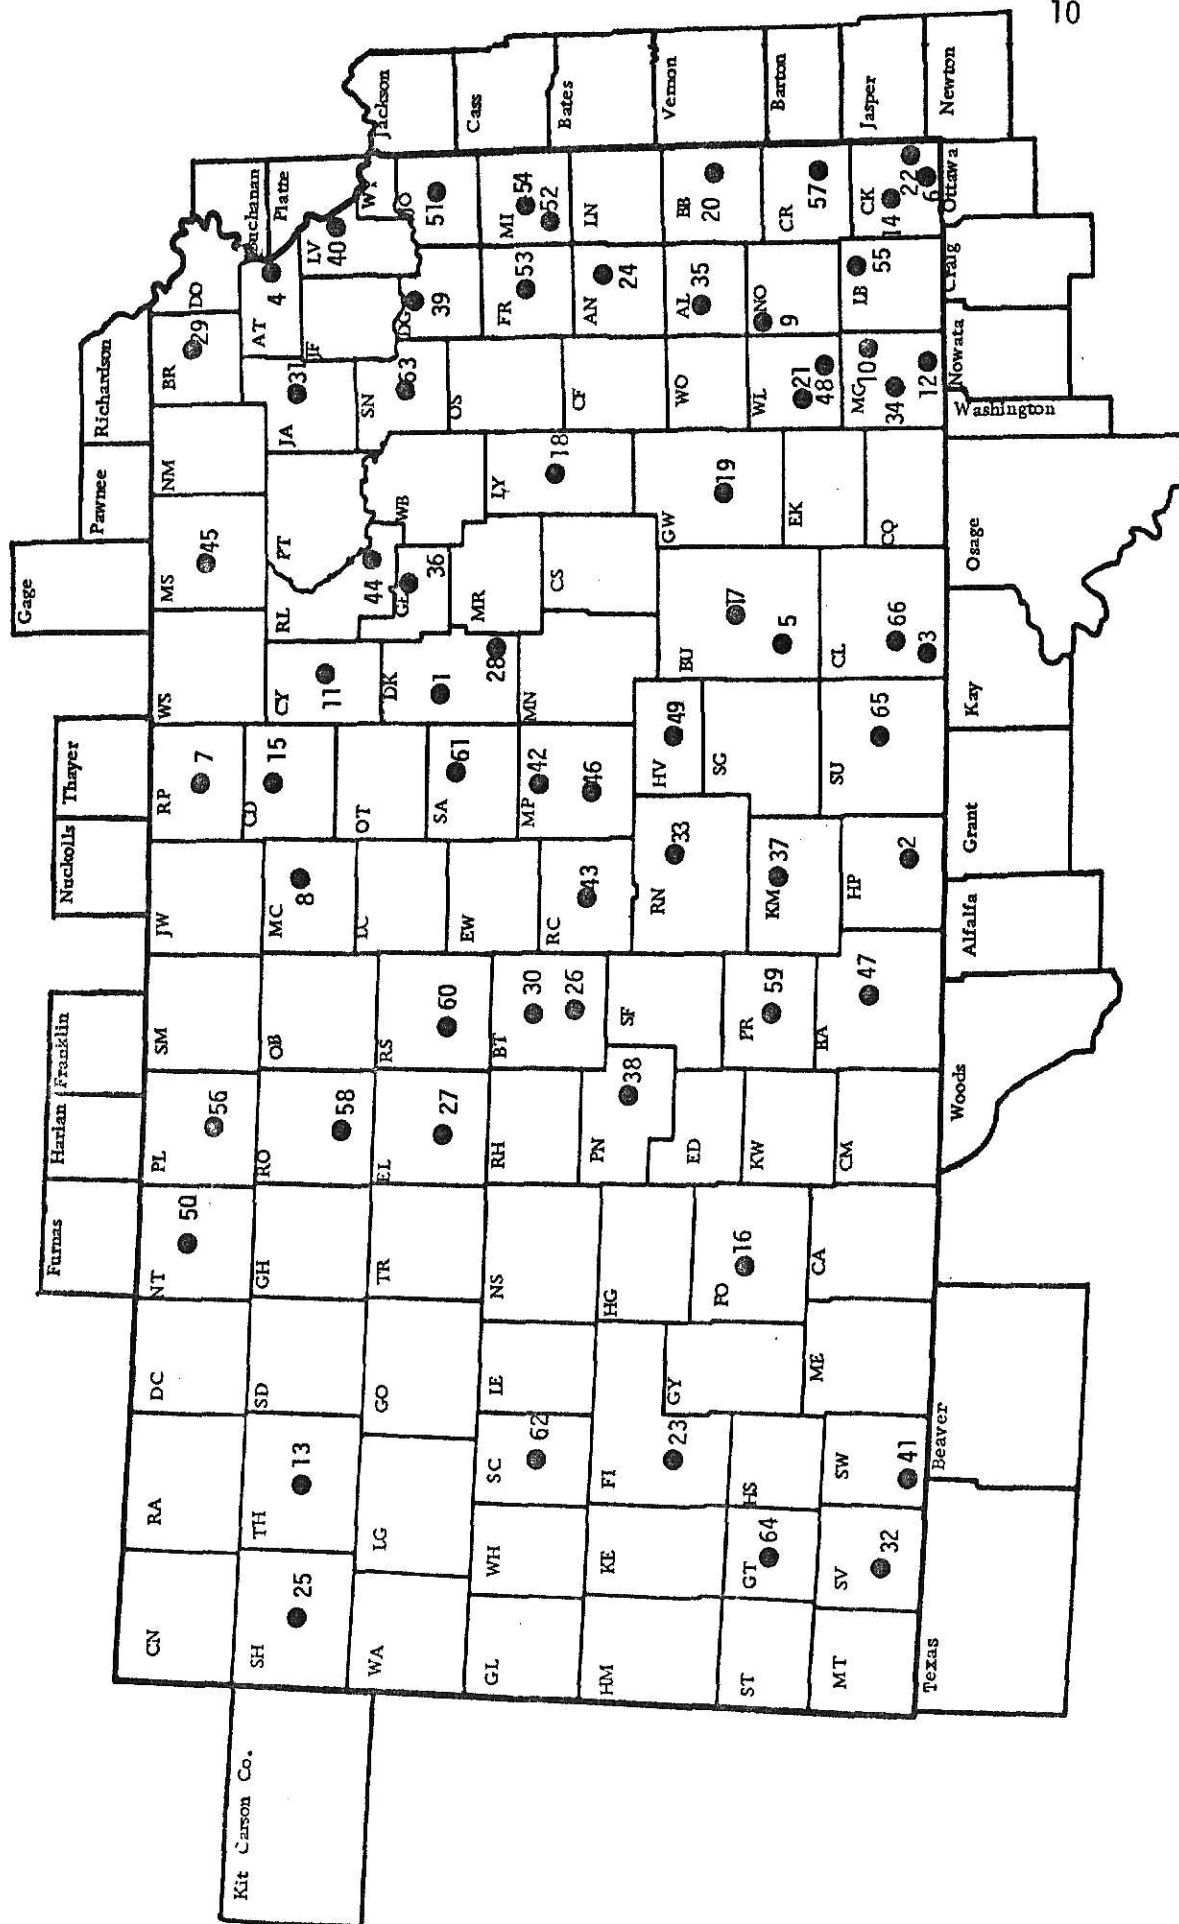 10
Gage
Furnas
Harlan
Franklin
Nuckolls
Thayer
Pawnee
Richardson
CN
RA
DC
NT
50
PL
56
SM
JW
RP
7
WS
MS
45
NM
BR
29
DO
Buchanan
Kit Carson Co.
SH
25
TH
13
SD
GH
RO
58
OB
MC
8
CD
15
CY
11
RL
PT
JA
31
AT
4
Platte
JF
LV
40
WY
Jackson
WA
LG
GO
TR
EL
27
RS
60
LC
OT
DK
1
28
44
GE
36
WB
SN
63
DG
39
JO
51
Cass
GL
WH
SC
62
LE
NS
RH
BT
30
26
EW
SA
61
MR
LY
18
OS
FR
53
MI
54
52
Bates
HM
KE
FI
23
HG
PN
38
SF
RC
43
MP
42
46
MN
CS
CF
AN
24
LN
GY
FO
16
ED
RN
33
HV
49
BU
17
5
GW
19
WO
AL
35
BB
20
Vernon
ST
GT
64
HS
KW
PR
59
KM
37
SG
EK
WL
21
48
NO
9
CR
57
Barton
MT
SV
32
SW
41
ME
CA
CM
BA
47
HP
2
SU
65
CL
66
3
CQ
MG
10
34
12
LB
55
CK
14
22
6
Jasper
Texas
Beaver
Woods
Alfalfa
Grant
Kay
Osage
Washington
Nowata
Craig
Ottawa
Newton